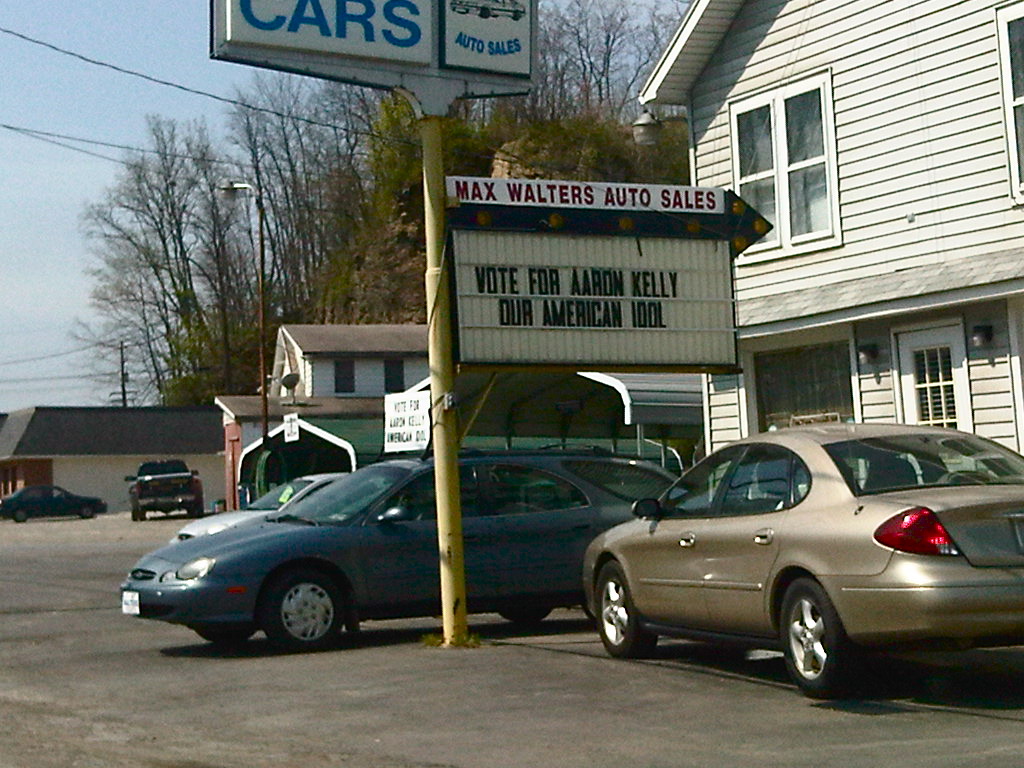 CARS
AUTO SALES
MAX WALTERS AUTO SALES
VOTE FOR AARON KELLY
OUR AMERICAN IDOL
VOTE FOR
AARON KELLY
AMERICAN IDOL